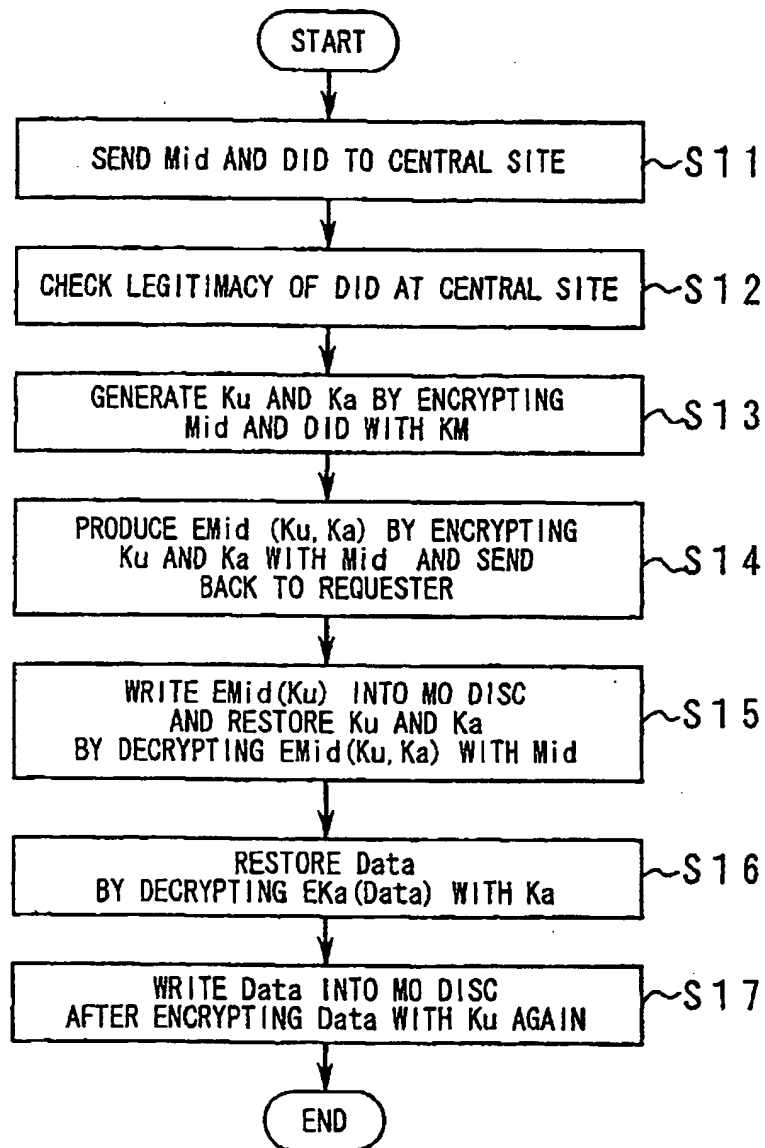 START
SEND Mid AND DID TO CENTRAL SITE
S11
CHECK LEGITIMACY OF DID AT CENTRAL SITE
S12
GENERATE Ku AND Ka BY ENCRYPTING
Mid AND DID WITH KM
S13
PRODUCE EMid (Ku, Ka) BY ENCRYPTING
Ku AND Ka WITH Mid AND SEND
BACK TO REQUESTER
S14
WRITE EMid(Ku) INTO MO DISC
AND RESTORE Ku AND Ka
BY DECRYPTING EMid(Ku, Ka) WITH Mid
S15
RESTORE Data
BY DECRYPTING EKa(Data) WITH Ka
S16
WRITE Data INTO MO DISC
AFTER ENCRYPTING Data WITH Ku AGAIN
S17
END